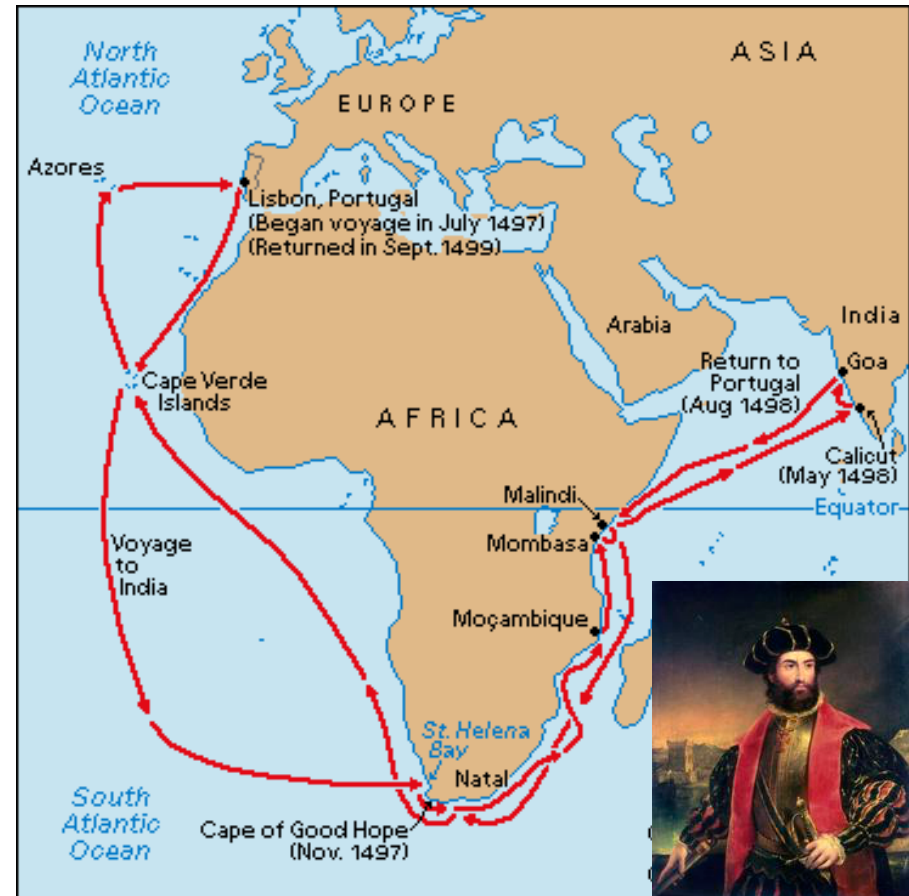 North
Atlantic
Ocean
ASIA
EUROPE
Azores
Lisbon, Portugal
(Began voyage in July 1497)
(Returned in Sept. 1499)
Arabia
India
Goa
Return to
Portugal
(Aug 1498)
Cape Verde
Islands
AFRICA
Calicut
(May 1498)
Malindi
Equator
Mombasa
Voyage
to
India
Moçambique
St. Helena
Bay
Natal
South
Atlantic
Ocean
Cape of Good Hope
(Nov. 1497)